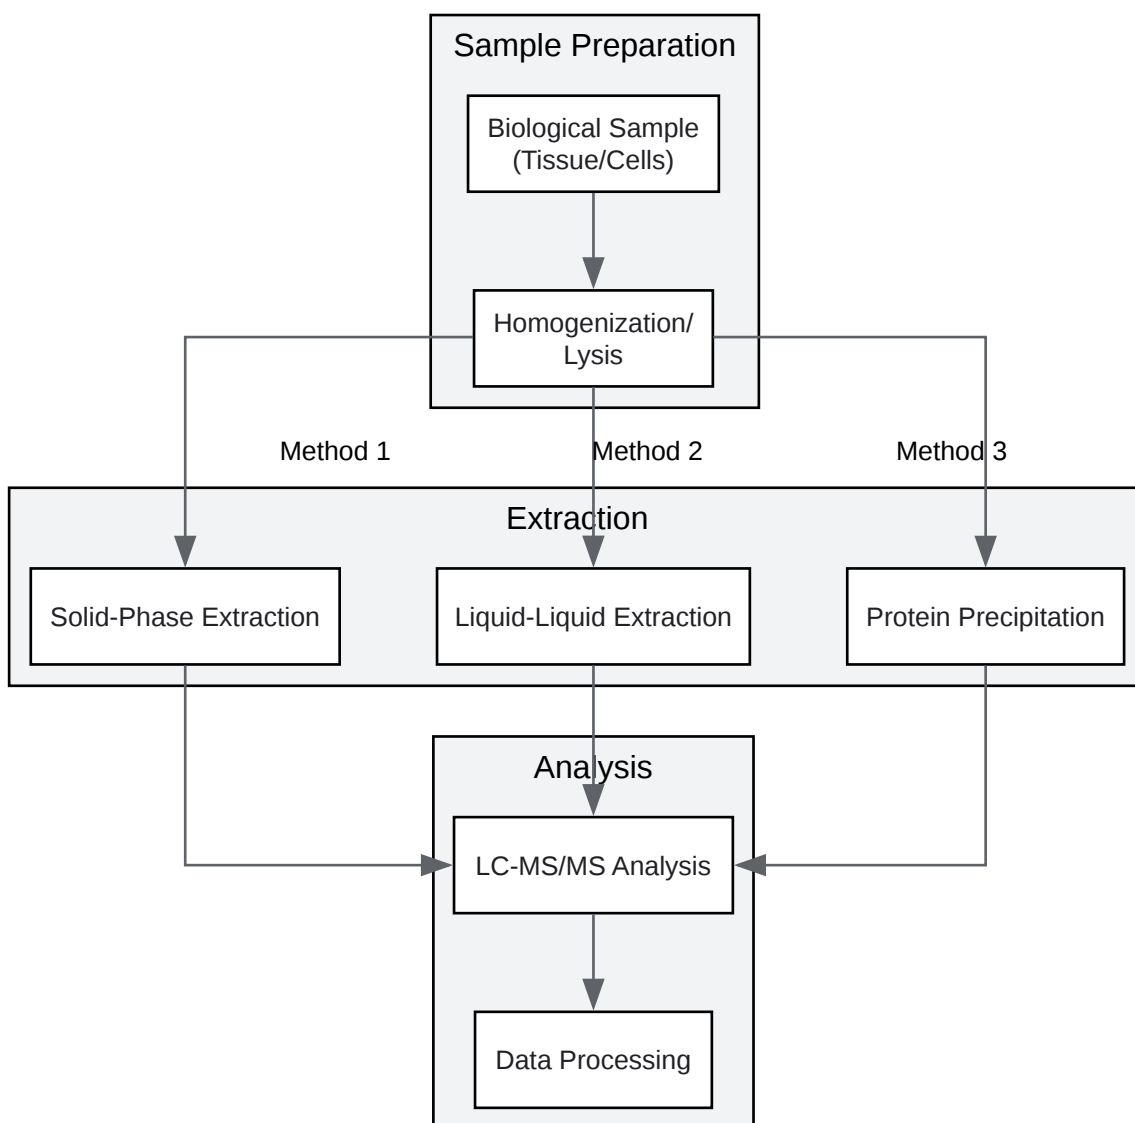 Sample Preparation
Biological Sample
(Tissue/Cells)
Homogenization/
Lysis
Method 1
Method 2
Method 3
Extraction
Solid-Phase Extraction
Liquid-Liquid Extraction
Protein Precipitation
Analysis
LC-MS/MS Analysis
Data Processing